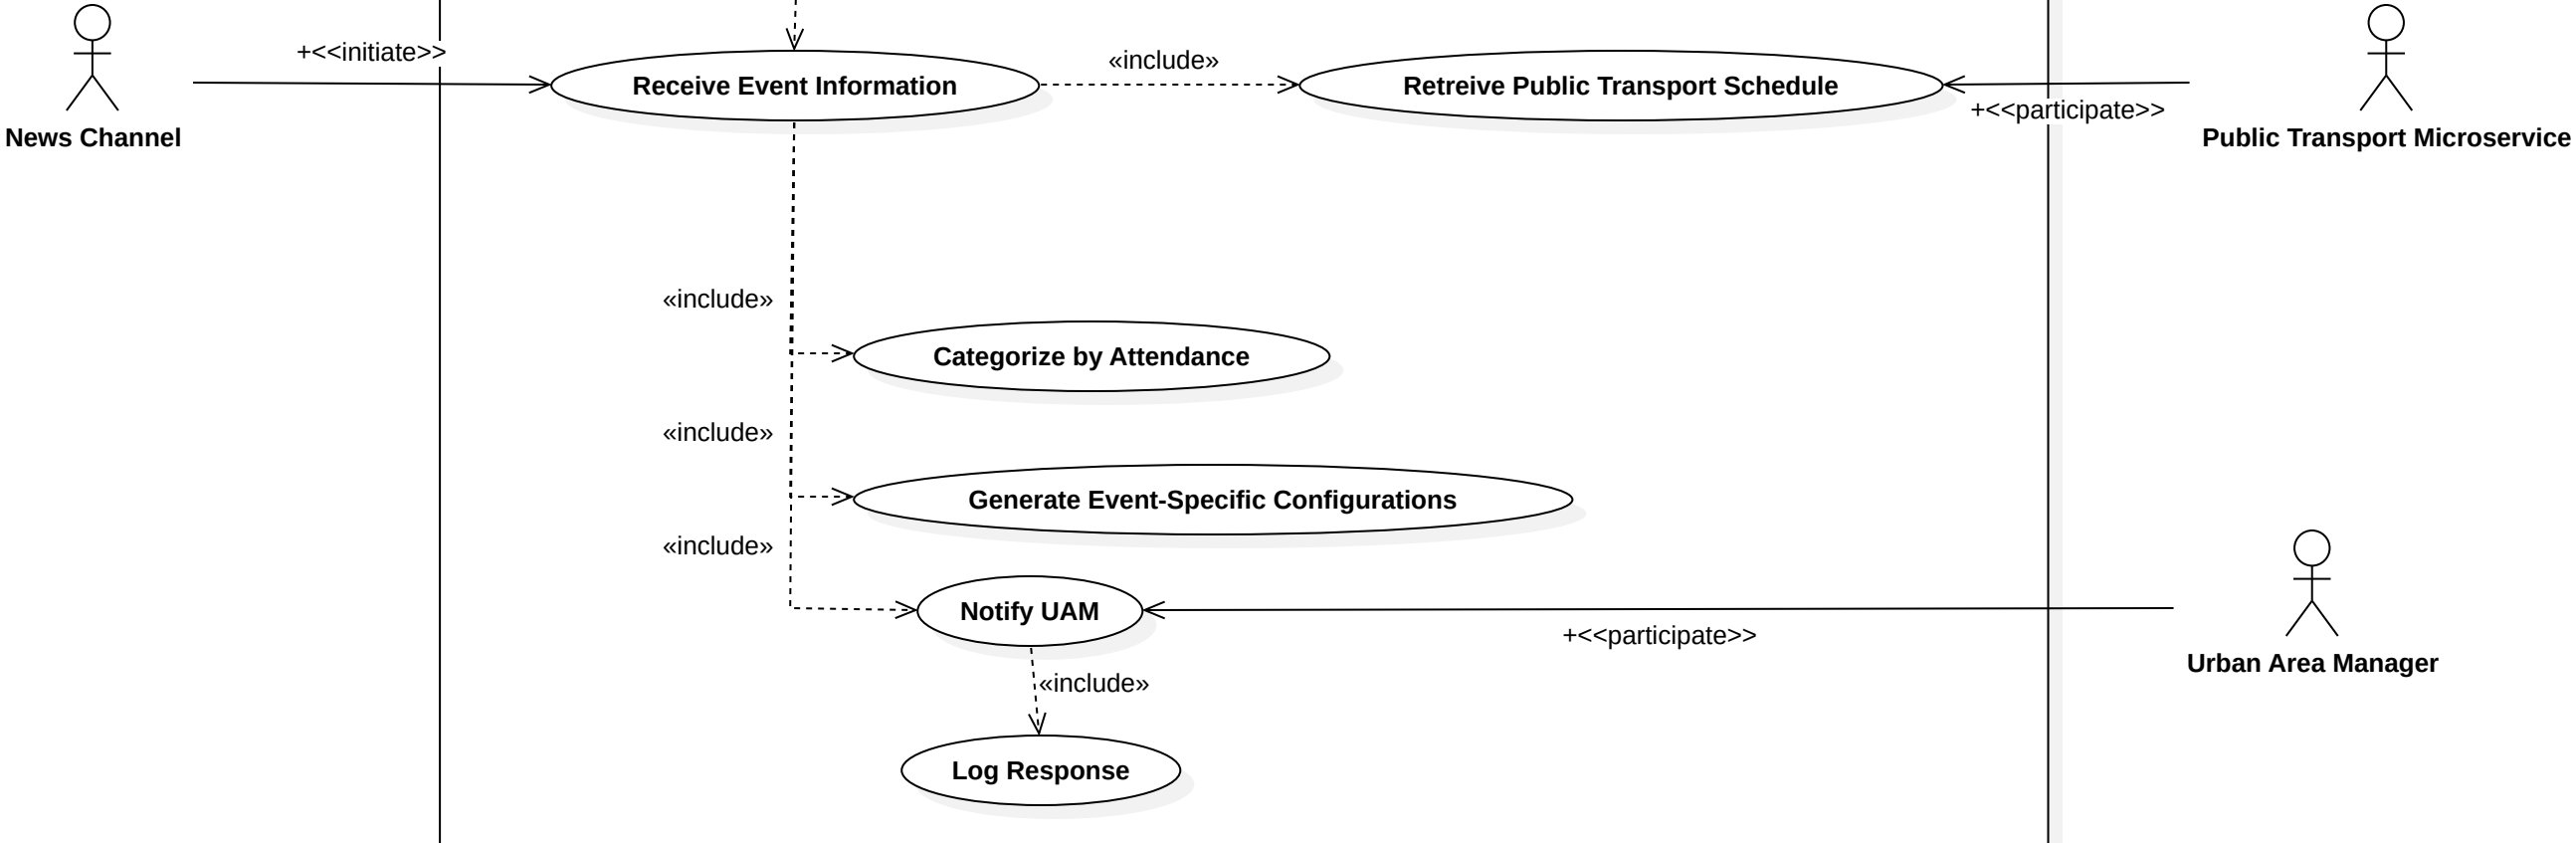 +<<initiate>>
Receive Event Information
«include»
Retreive Public Transport Schedule
+<<participate>>
News Channel
Public Transport Microservice
«include»
Categorize by Attendance
«include»
Generate Event-Specific Configurations
«include»
Notify UAM
+<<participate>>
Urban Area Manager
«include»
Log Response